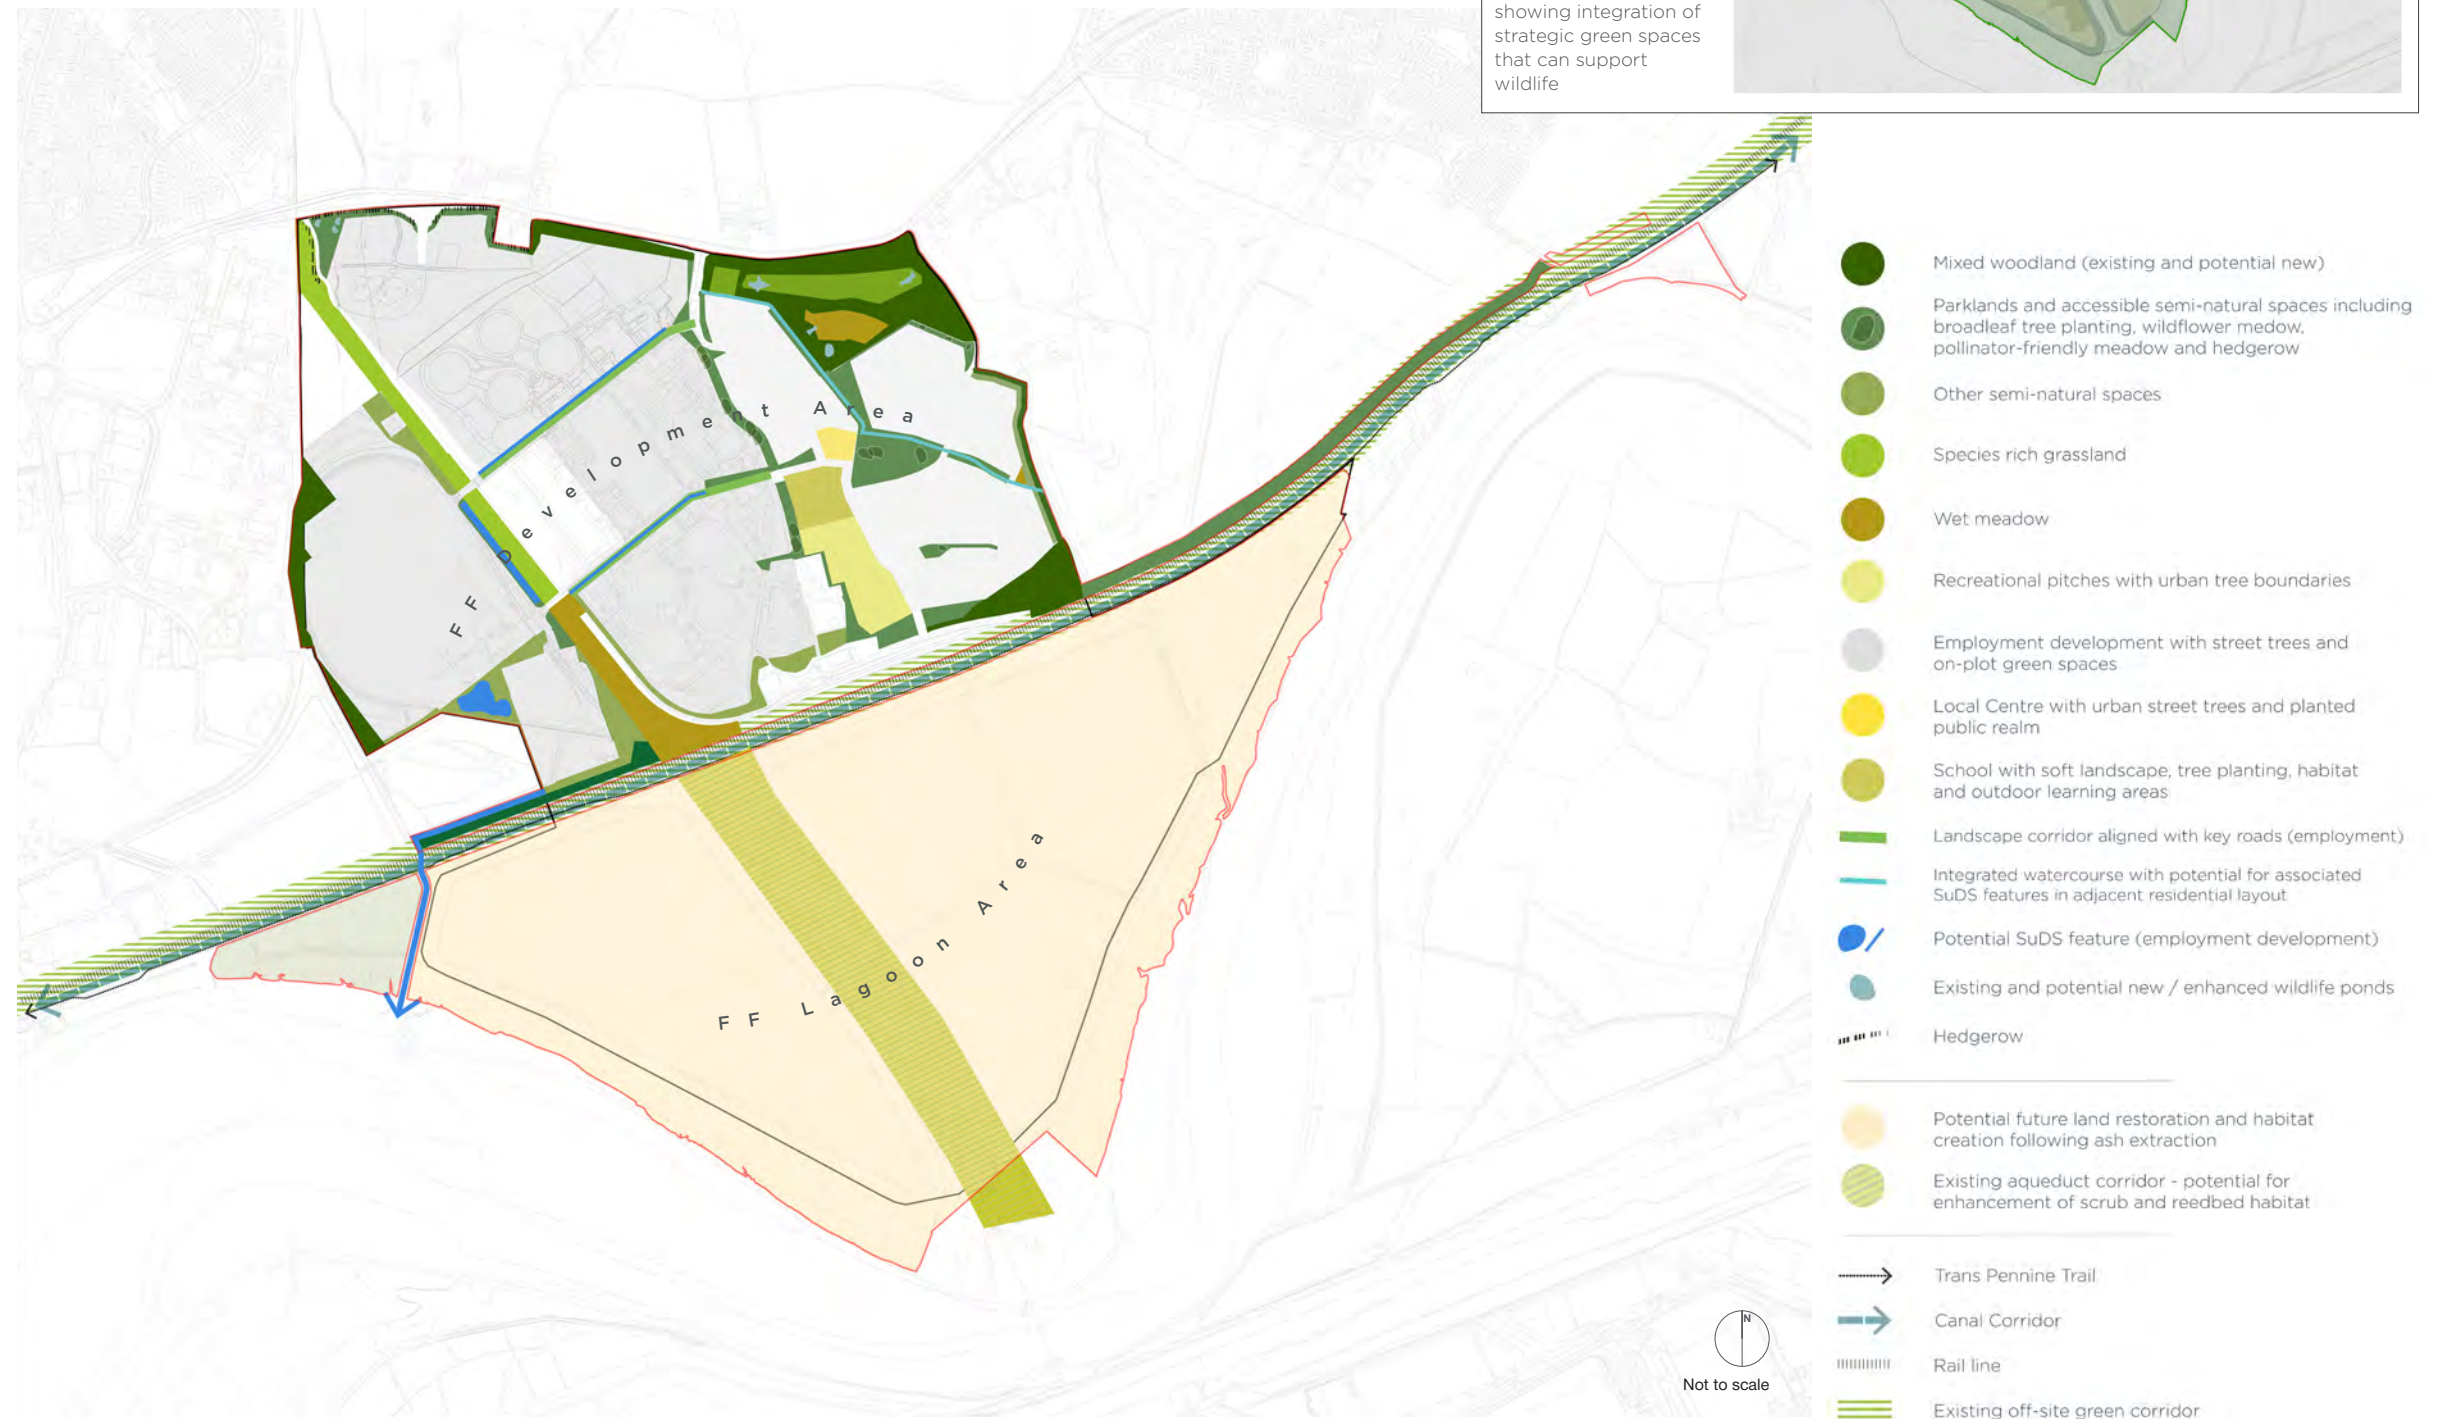 showing integration of
strategic green spaces
that can support
wildlife
FF Development Area
FF Lagoon Area
N
Not to scale
Mixed woodland (existing and potential new)
Parklands and accessible semi-natural spaces including
broadleaf tree planting, wildflower medow,
pollinator-friendly meadow and hedgerow
Other semi-natural spaces
Species rich grassland
Wet meadow
Recreational pitches with urban tree boundaries
Employment development with street trees and
on-plot green spaces
Local Centre with urban street trees and planted
public realm
School with soft landscape, tree planting, habitat
and outdoor learning areas
Landscape corridor aligned with key roads (employment)
Integrated watercourse with potential for associated
SuDS features in adjacent residential layout
Potential SuDS feature (employment development)
Existing and potential new / enhanced wildlife ponds
Hedgerow
Potential future land restoration and habitat
creation following ash extraction
Existing aqueduct corridor - potential for
enhancement of scrub and reedbed habitat
Trans Pennine Trail
Canal Corridor
Rail line
Existing off-site green corridor